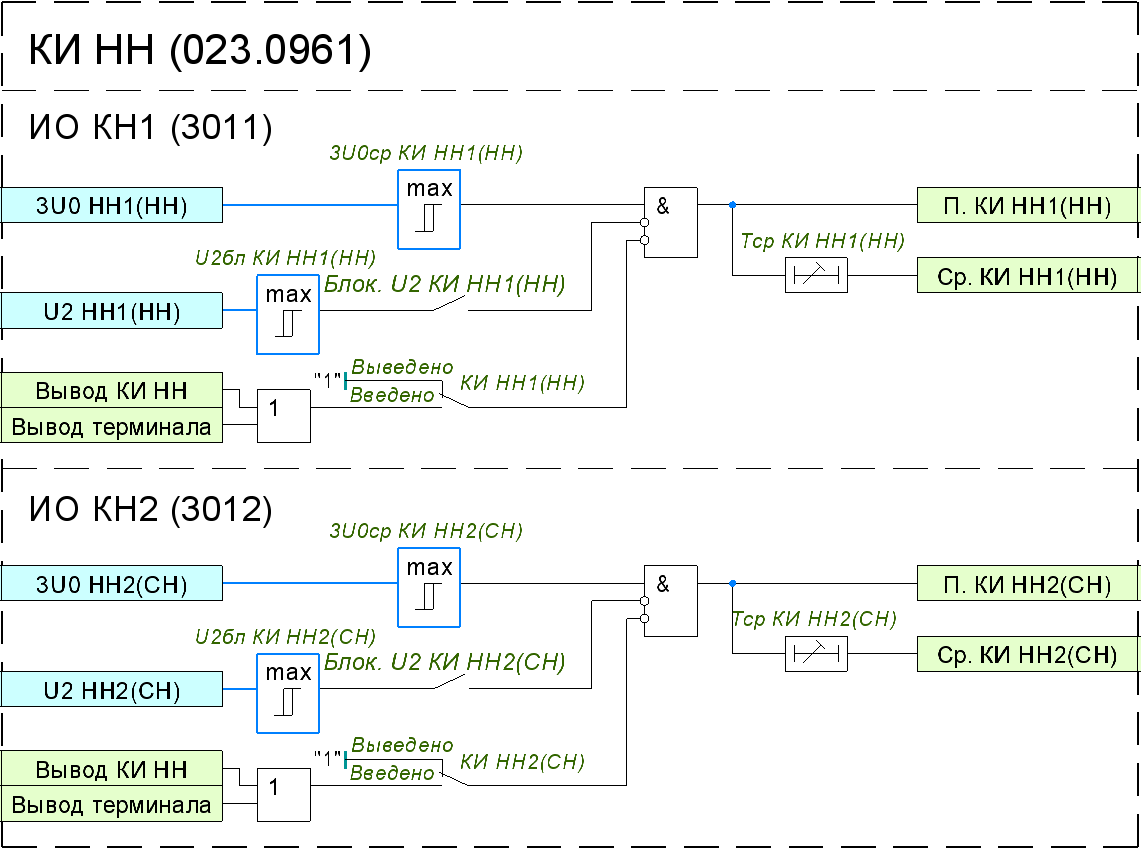 КИ НН (023.0961)
ИО КН1 (3011)
3U0ср КИ НН1(НН)
max
3U0 НН1(НН)
&
П. КИ НН1(НН)
Tср КИ НН1(НН)
U2бл КИ НН1(НН)
Ср. КИ НН1(НН)
max
Блок. U2 КИ НН1(НН)
U2 НН1(НН)
Выведено
"1"
КИ НН1(НН)
Вывод КИ НН
Введено
1
Вывод терминала
ИО КН2 (3012)
3U0ср КИ НН2(СН)
max
3U0 НН2(СН)
&
П. КИ НН2(СН)
Tср КИ НН2(СН)
U2бл КИ НН2(СН)
Ср. КИ НН2(СН)
max
Блок. U2 КИ НН2(СН)
U2 НН2(СН)
Выведено
"1"
КИ НН2(СН)
Вывод КИ НН
Введено
1
Вывод терминала